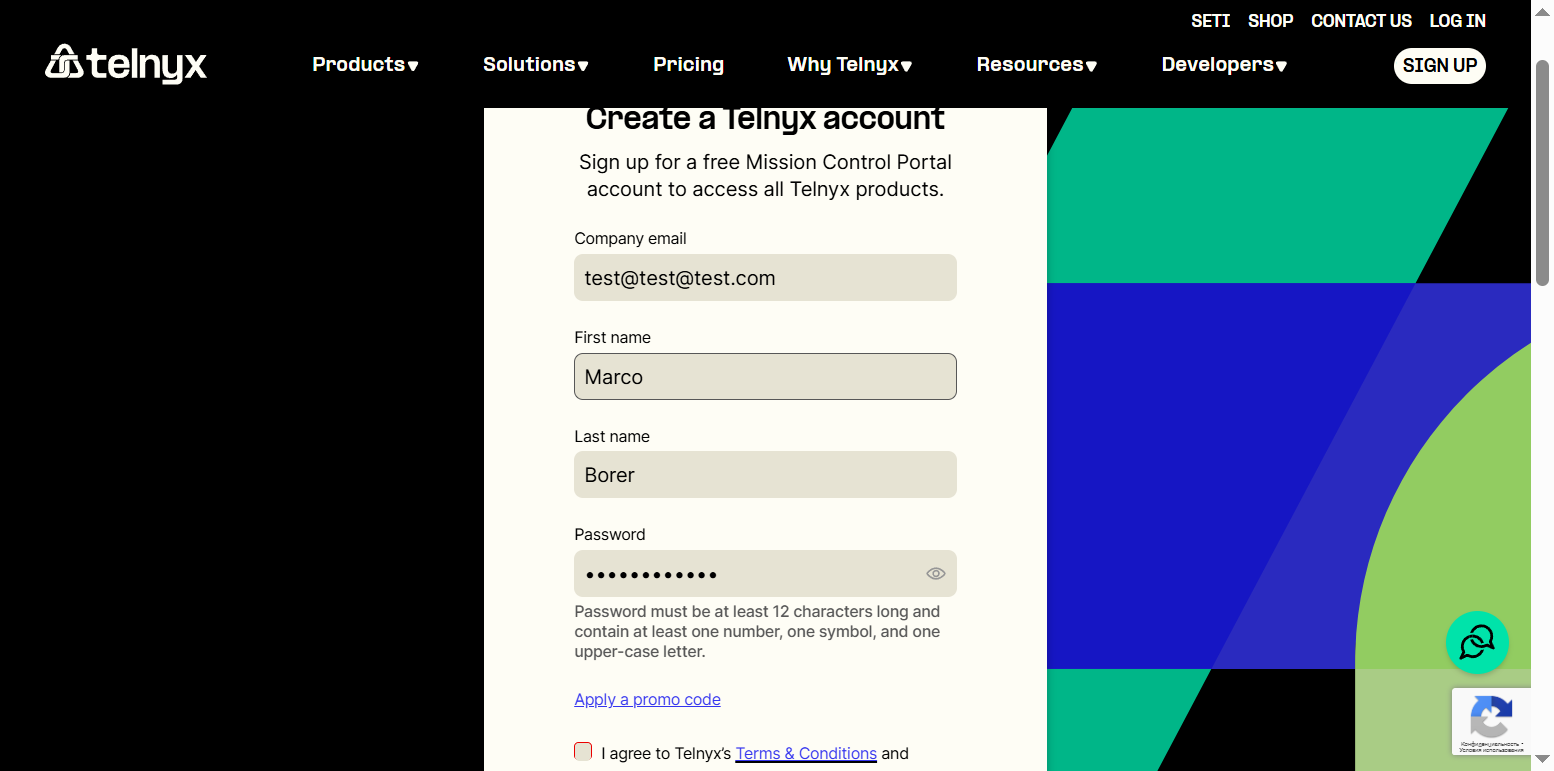 SETI SHOP CONTACT US LOG IN
telnyx Products Solutions Pricing Why Telnyx Resources Developers SIGN UP
Create a Telnyx account
Sign up for a free Mission Control Portal
account to access all Telnyx products.
Company email
test@test@test.com
First name
Marco
Last name
Borer
Password
••••••••••••
Password must be at least 12 characters long and
contain at least one number, one symbol, and one
upper-case letter.
Apply a promo code
I agree to Telnyx’s Terms & Conditions and
Конфиденциальность •
Условия использования